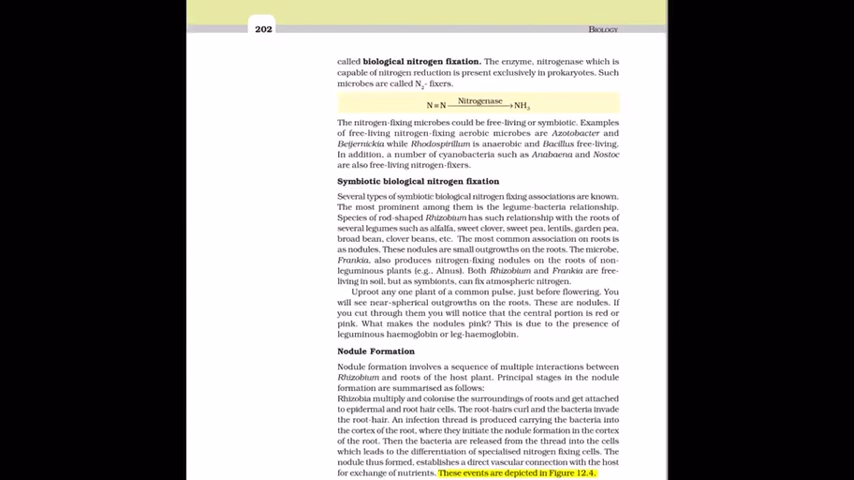 202
BIOLOGY
called biological nitrogen fixation. The enzyme, nitrogenase which is
capable of nitrogen reduction is present exclusively in prokaryotes. Such
microbes are called N₂- fixers.
N≡N Nitrogenase → NH₃
The nitrogen-fixing microbes could be free-living or symbiotic. Examples
of free-living nitrogen-fixing aerobic microbes are Azotobacter and
Beijernickia while Rhodospirillum is anaerobic and Bacillus free-living.
In addition, a number of cyanobacteria such as Anabaena and Nostoc
are also free-living nitrogen-fixers.
Symbiotic biological nitrogen fixation
Several types of symbiotic biological nitrogen fixing associations are known.
The most prominent among them is the legume-bacteria relationship.
Species of rod-shaped Rhizobium has such relationship with the roots of
several legumes such as alfalfa, sweet clover, sweet pea, lentils, garden pea,
broad bean, clover beans, etc. The most common association on roots is
as nodules. These nodules are small outgrowths on the roots. The microbe,
Frankia, also produces nitrogen-fixing nodules on the roots of non-
leguminous plants (e.g., Alnus). Both Rhizobium and Frankia are free-
living in soil, but as symbionts, can fix atmospheric nitrogen.
Uproot any one plant of a common pulse, just before flowering. You
will see near-spherical outgrowths on the roots. These are nodules. If
you cut through them you will notice that the central portion is red or
pink. What makes the nodules pink? This is due to the presence of
leguminous haemoglobin or leg-haemoglobin.
Nodule Formation
Nodule formation involves a sequence of multiple interactions between
Rhizobium and roots of the host plant. Principal stages in the nodule
formation are summarised as follows:
Rhizobia multiply and colonise the surroundings of roots and get attached
to epidermal and root hair cells. The root-hairs curl and the bacteria invade
the root-hair. An infection thread is produced carrying the bacteria into
the cortex of the root, where they initiate the nodule formation in the cortex
of the root. Then the bacteria are released from the thread into the cells
which leads to the differentiation of specialised nitrogen fixing cells. The
nodule thus formed, establishes a direct vascular connection with the host
for exchange of nutrients. These events are depicted in Figure 12.4.